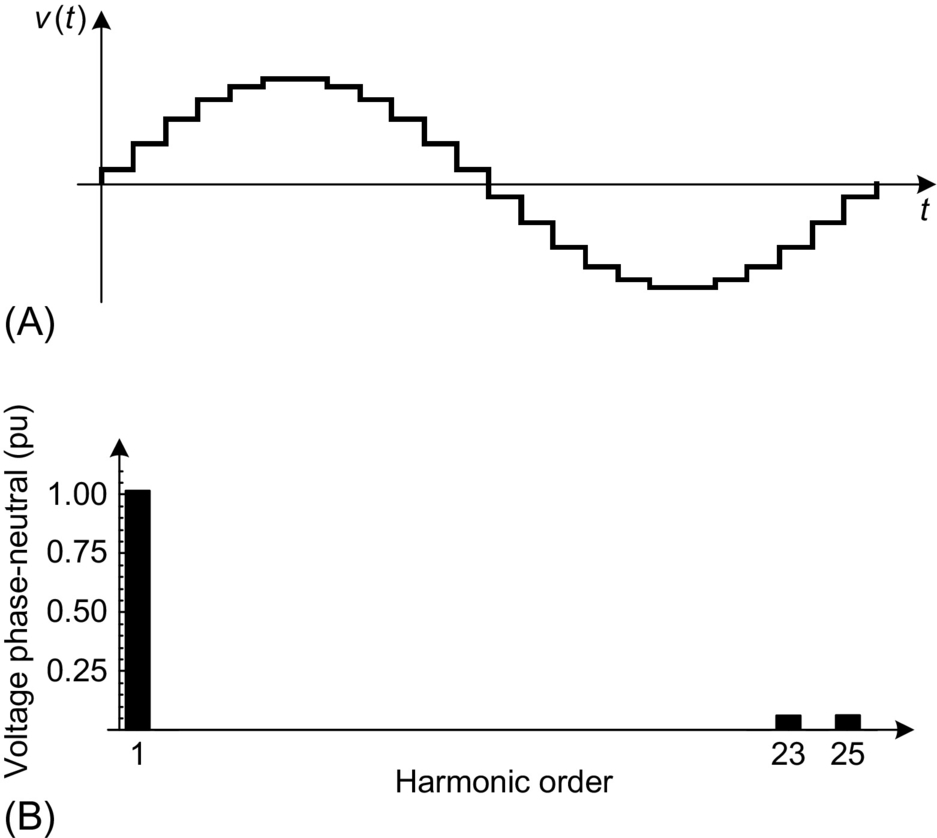 v(t)
t
(A)
Voltage phase-neutral (pu)
1.00
0.75
0.50
0.25
1
23
25
Harmonic order
(B)